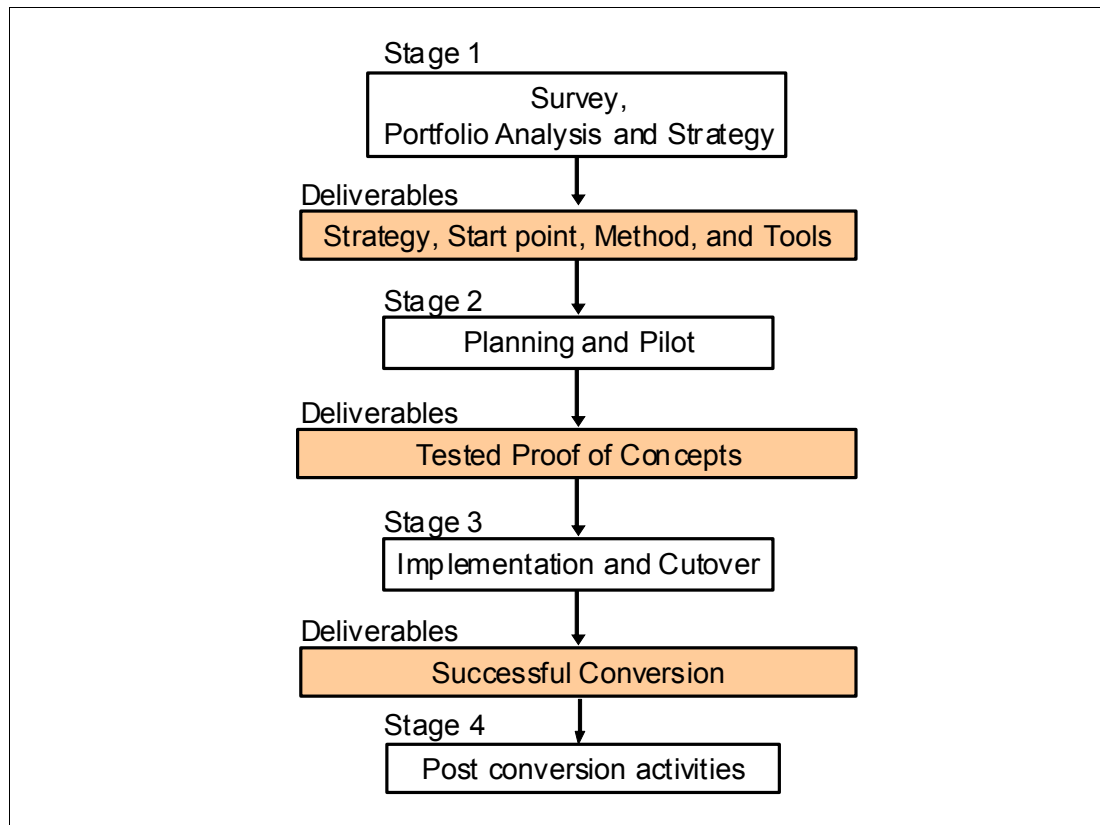 Stage 1
Survey,
Portfolio Analysis and Strategy
Deliverables
Strategy, Start point, Method, and Tools
Stage 2
Planning and Pilot
Deliverables
Tested Proof of Concepts
Stage 3
Implementation and Cutover
Deliverables
Successful Conversion
Stage 4
Post conversion activities